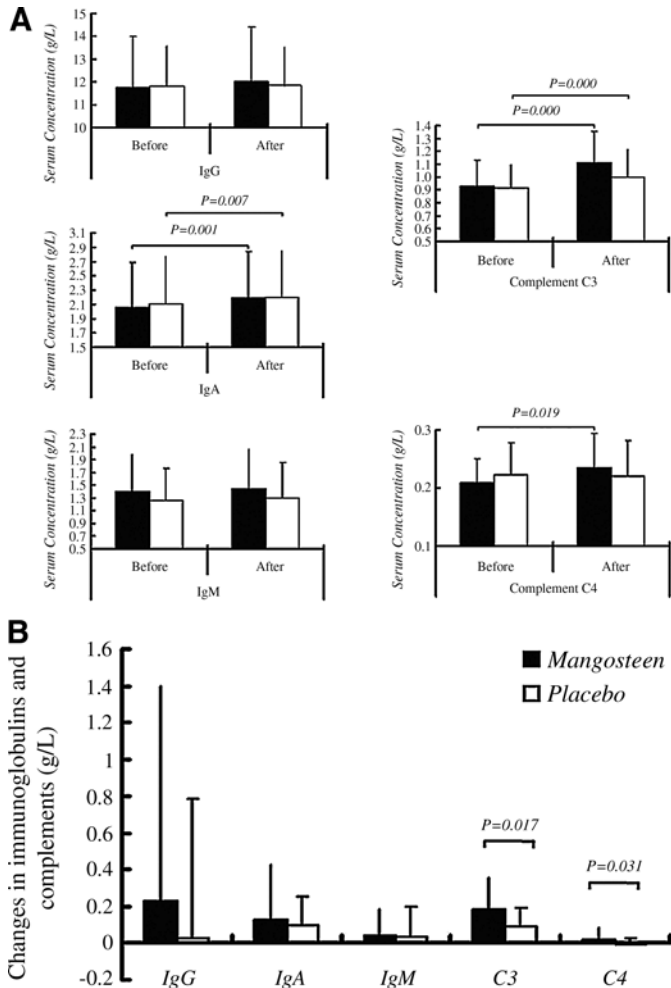 A
Serum Concentration (g/L)
16
15
14
13
12
11
10
Before
After
IgG
P=0.007
P=0.001
Serum Concentration (g/L)
3.1
2.9
2.7
2.5
2.3
2.1
1.9
1.7
1.5
Before
After
IgA
Serum Concentration (g/L)
2.3
2.1
1.9
1.7
1.5
1.3
1.1
0.9
0.7
0.5
Before
After
IgM
P=0.000
P=0.000
Serum Concentration (g/L)
1.4
1.3
1.2
1.1
1.0
0.9
0.8
0.7
0.6
0.5
Before
After
Complement C3
P=0.019
Serum Concentration (g/L)
0.3
0.2
0.1
Before
After
Complement C4
B
Changes in immunoglobulins and
complements (g/L)
1.6
1.4
1.2
1
0.8
0.6
0.4
0.2
0
-0.2
Mangosteen
Placebo
P=0.017
P=0.031
IgG
IgA
IgM
C3
C4